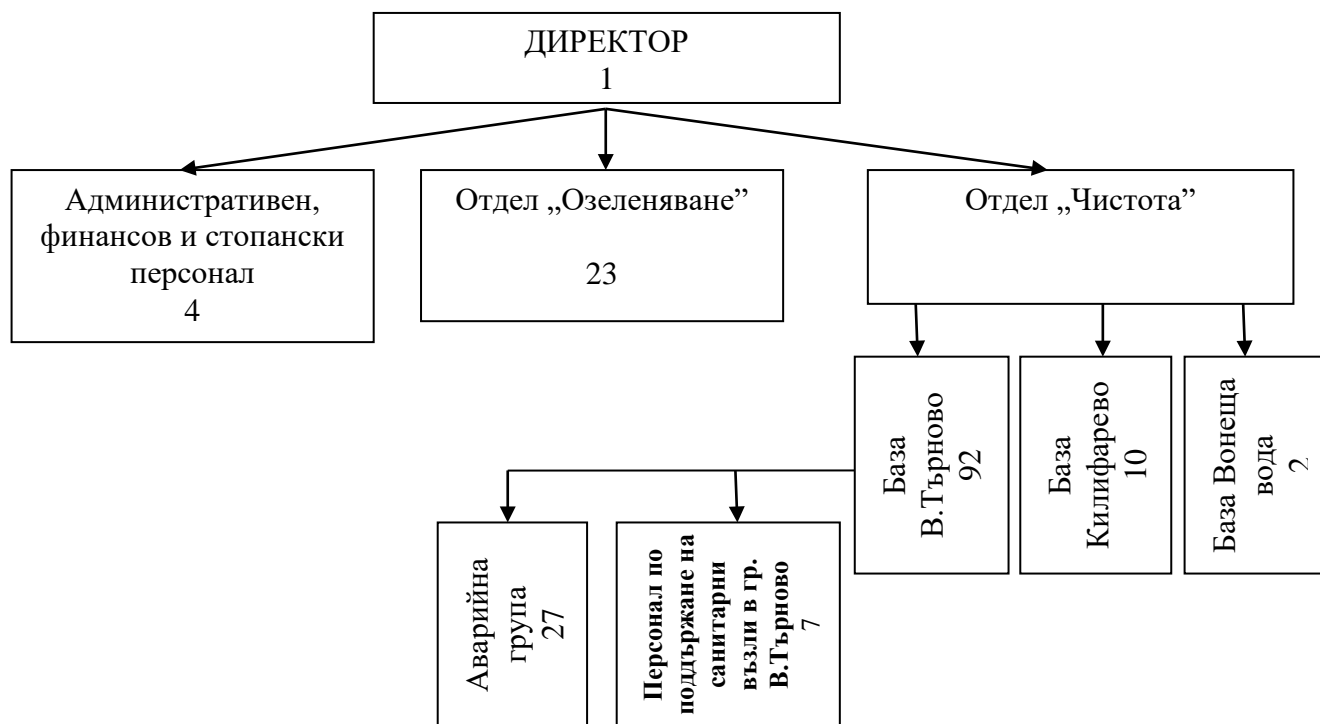 ДИРЕКТОР
1
Административен,
финансов и стопански
персонал
4
Отдел „Озеленяване”
23
Отдел „Чистота”
База
В.Търново
92
База
Килифарево
10
База Вонеща
вода
2
Аварийна
група
27
Персонал по
поддържане на
санитарни
възли в гр.
В.Търново
7